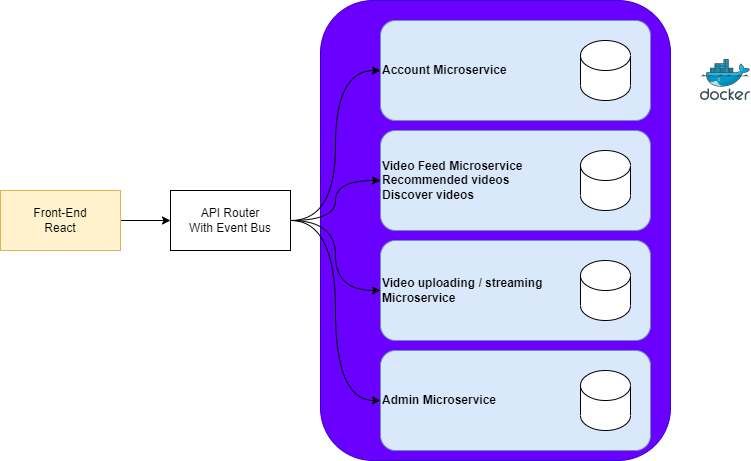 Account Microservice
docker
Video Feed Microservice
Recommended videos
Discover videos
Front-End
React
API Router
With Event Bus
Video uploading / streaming
Microservice
Admin Microservice